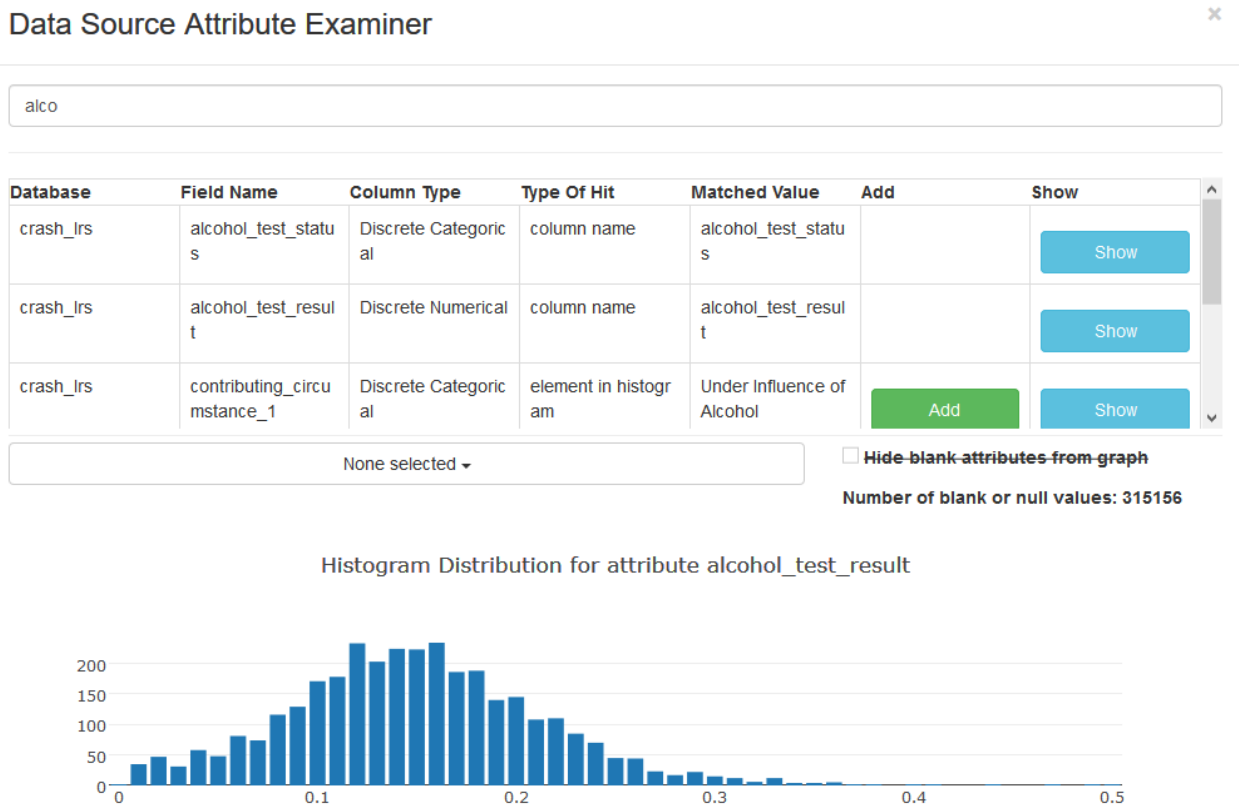 Data Source Attribute Examiner ×
alco
Database Field Name Column Type Type Of Hit Matched Value Add Show
crash_lrs alcohol_test_statu Discrete Categoric column name alcohol_test_statu
s al s
Show
crash_lrs alcohol_test_resul Discrete Numerical column name alcohol_test_resul
t t
Show
crash_lrs contributing_circu Discrete Categoric element in histogr Under Influence of
mstance_1 al am Alcohol Add Show
None selected
Hide blank attributes from graph
Number of blank or null values: 315156
Histogram Distribution for attribute alcohol_test_result
200
150
100
50
0
0 0.1 0.2 0.3 0.4 0.5